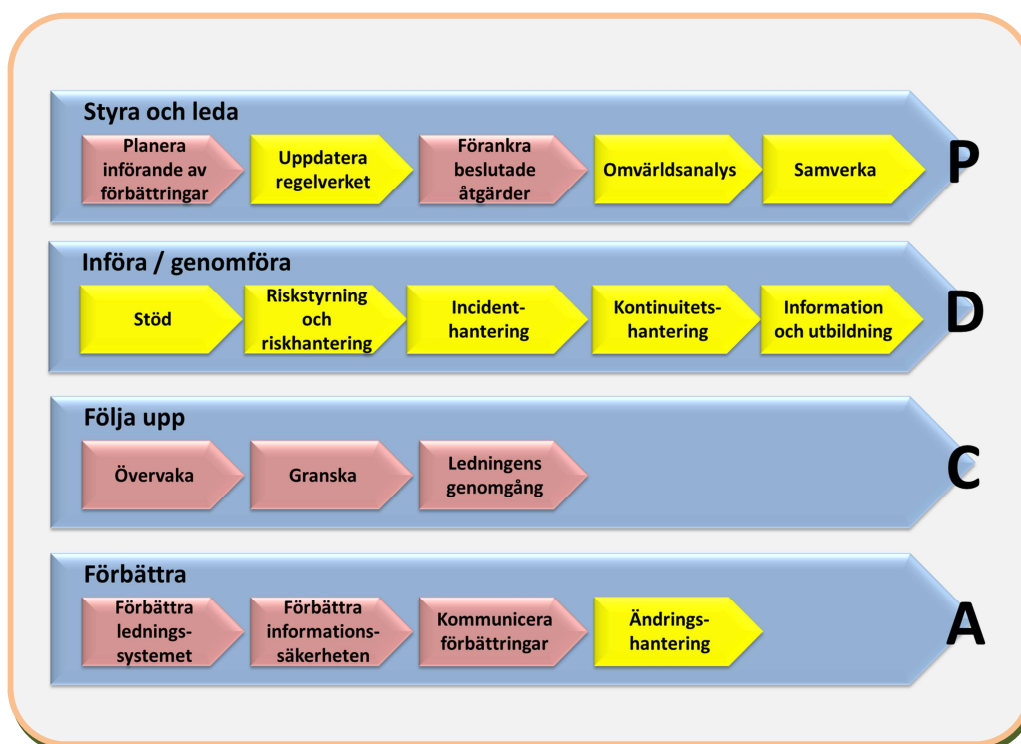 Styra och leda
Planera
införande av
förbättringar
Uppdatera
regelverket
Förankra
beslutade
åtgärder
Omvärldsanalys
Samverka
P
Införa / genomföra
Stöd
Riskstyrning
och
riskhantering
Incident-
hantering
Kontinuitets-
hantering
Information
och utbildning
D
Följa upp
Övervaka
Granska
Ledningens
genomgång
C
Förbättra
Förbättra
lednings-
systemet
Förbättra
informations-
säkerheten
Kommunicera
förbättringar
Ändrings-
hantering
A